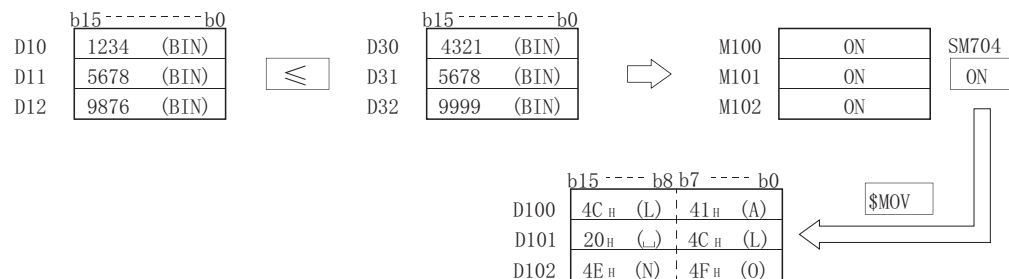 b15 b0 b15 b0
D10 1234 (BIN) D30 4321 (BIN) M100 ON SM704
D11 5678 (BIN) ≤ D31 5678 (BIN) M101 ON ON
D12 9876 (BIN) D32 9999 (BIN) M102 ON
b15 b8 b7 b0
$MOV
D100 4CH (L) 41H (A)
D101 20H (␣) 4CH (L)
D102 4EH (N) 4FH (O)